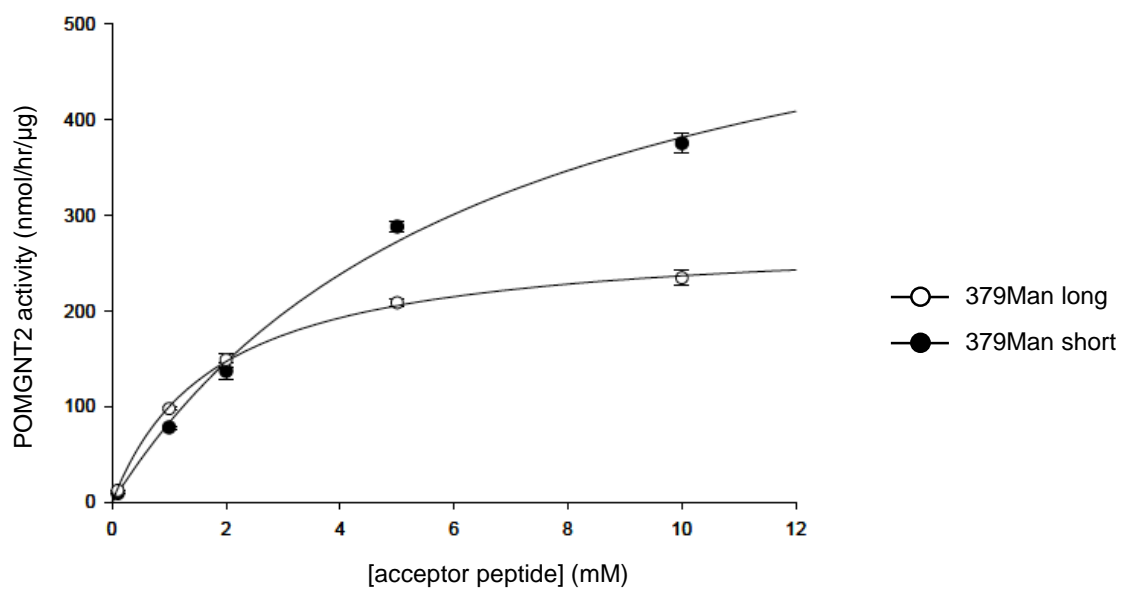 500
400
300
200
100
0
POMGNT2 activity (nmol/hr/μg)
0 2 4 6 8 10 12
[acceptor peptide] (mM)
379Man long
379Man short